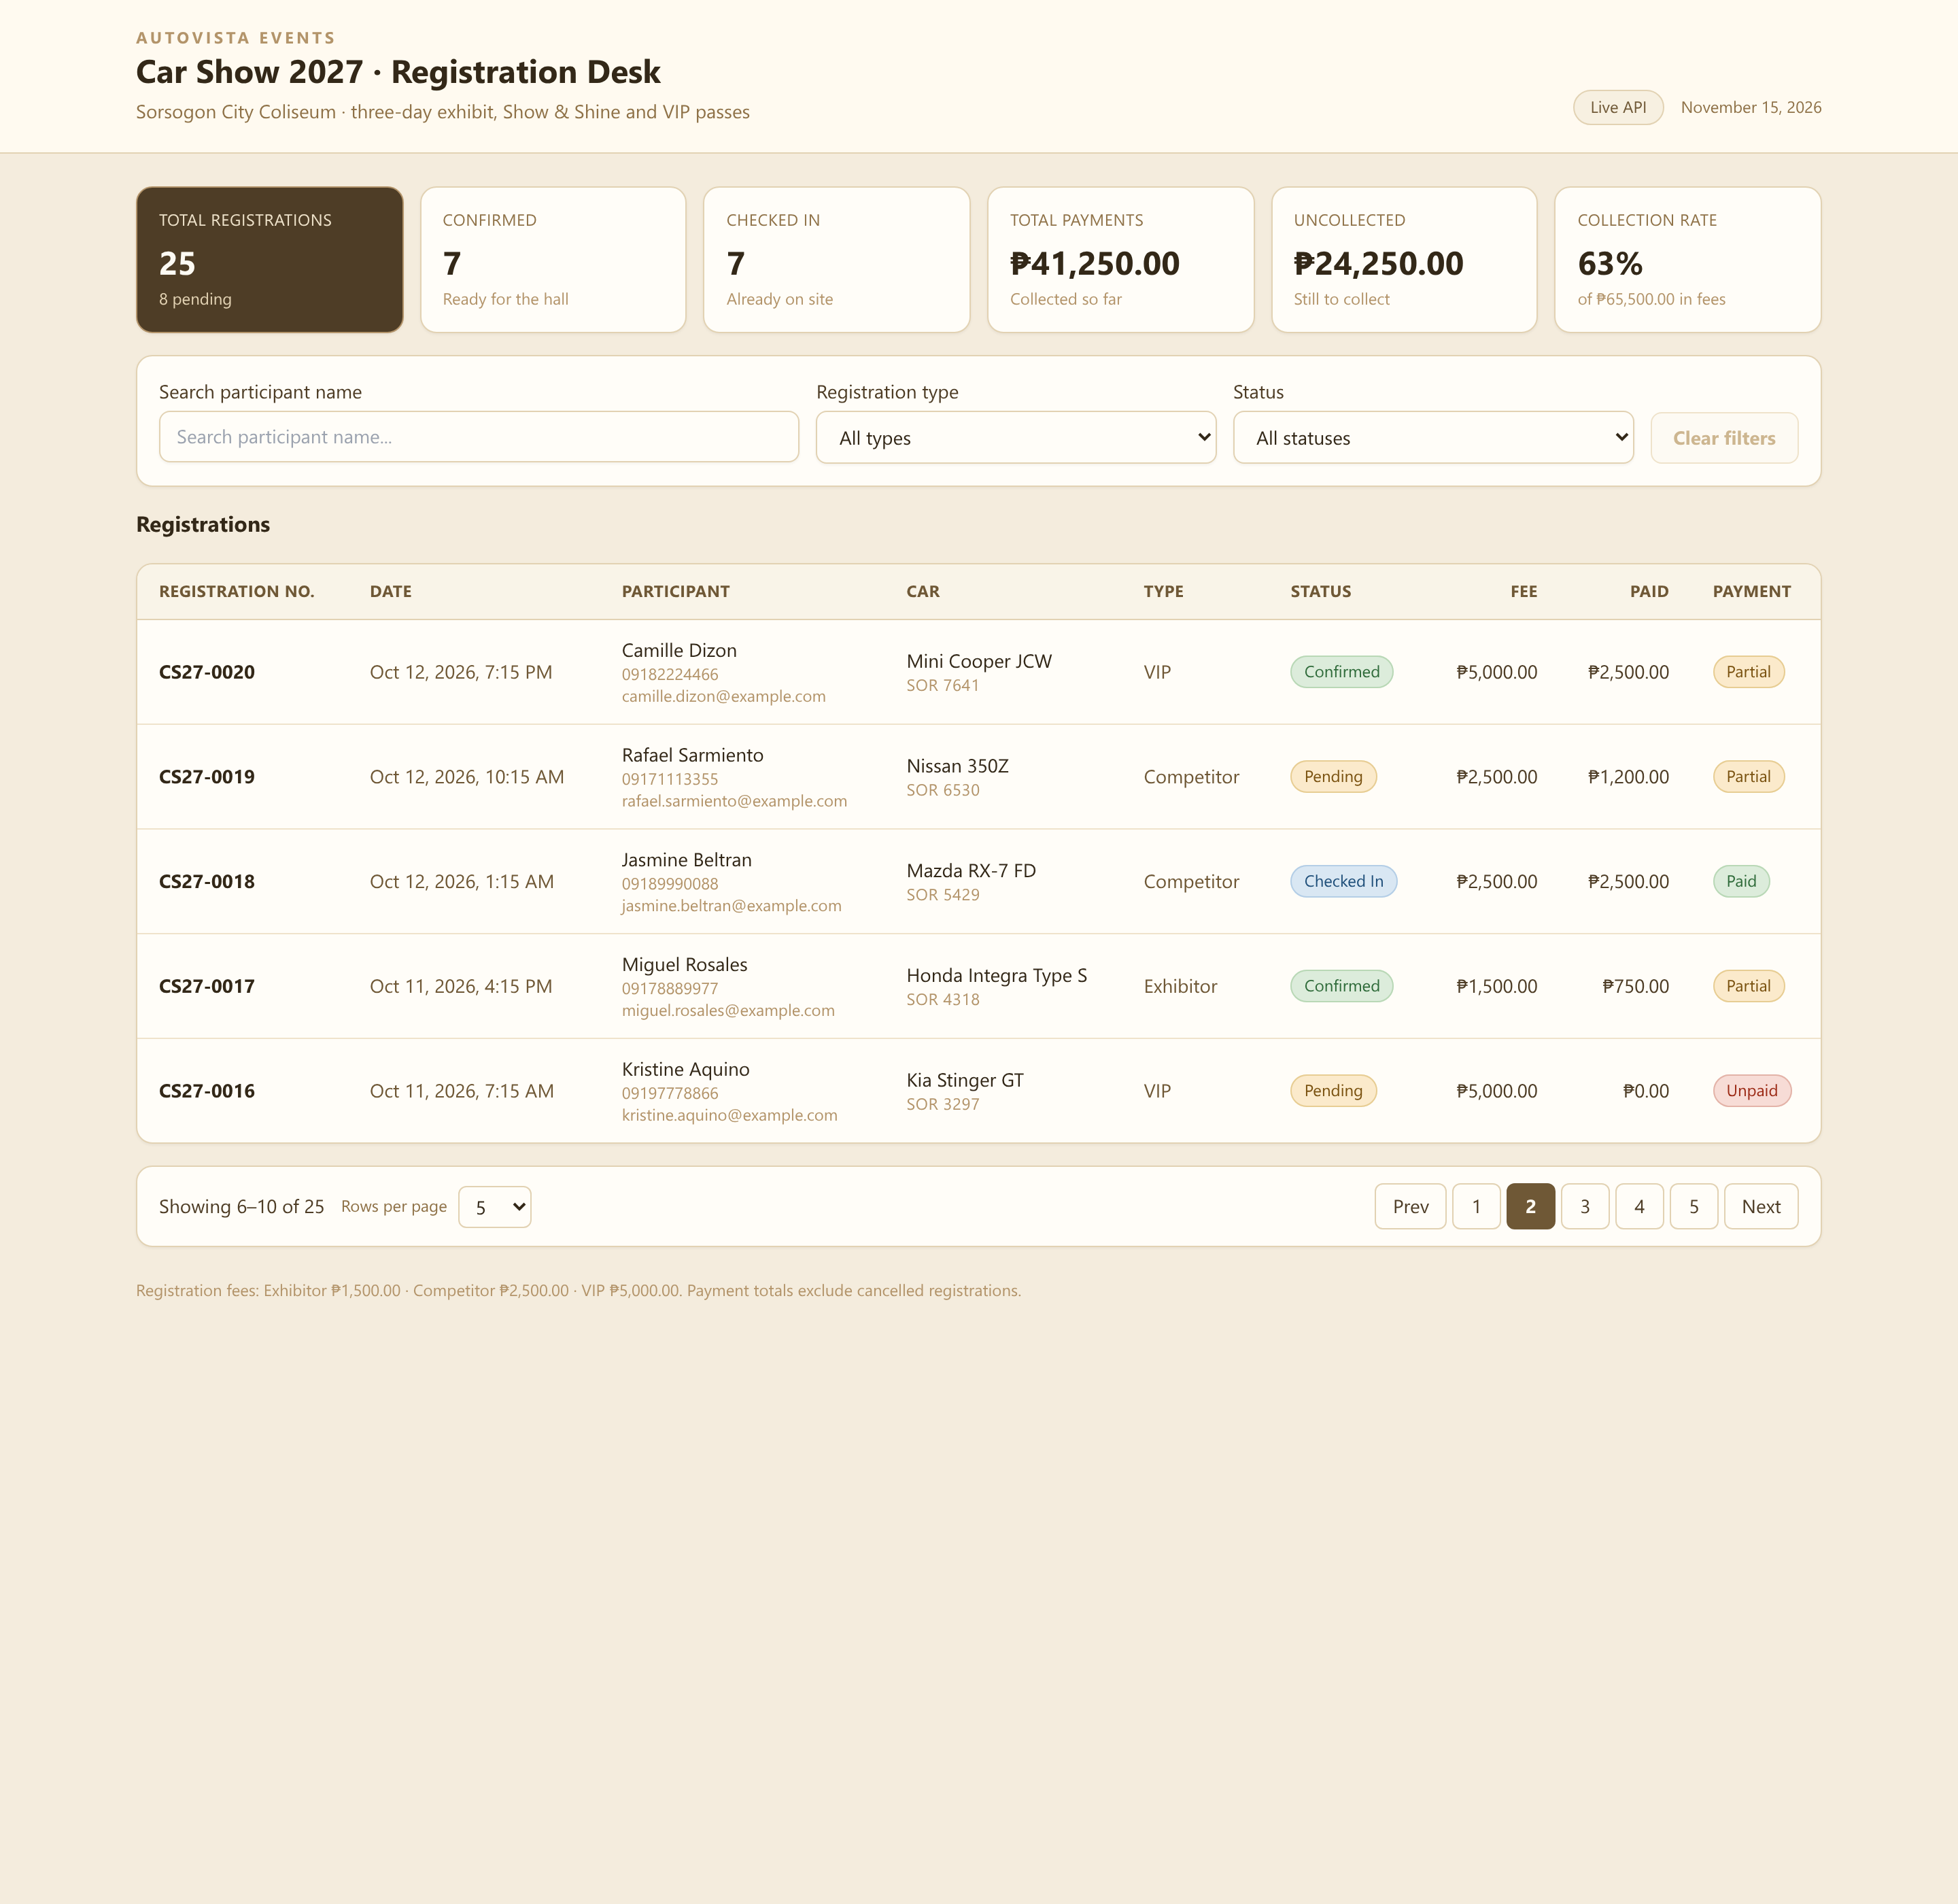 AUTOVISTA EVENTS
Car Show 2027 · Registration Desk
Sorsogon City Coliseum · three-day exhibit, Show & Shine and VIP passes
Live API November 15, 2026
TOTAL REGISTRATIONS
25
8 pending
CONFIRMED
7
Ready for the hall
CHECKED IN
7
Already on site
TOTAL PAYMENTS
₱41,250.00
Collected so far
UNCOLLECTED
₱24,250.00
Still to collect
COLLECTION RATE
63%
of ₱65,500.00 in fees
Search participant name
Search participant name...
Registration type
All types
Status
All statuses
Clear filters
Registrations
REGISTRATION NO. DATE PARTICIPANT CAR TYPE STATUS FEE PAID PAYMENT
CS27-0020 Oct 12, 2026, 7:15 PM
Camille Dizon
09182224466
camille.dizon@example.com
Mini Cooper JCW
SOR 7641
VIP Confirmed ₱5,000.00 ₱2,500.00 Partial
CS27-0019 Oct 12, 2026, 10:15 AM
Rafael Sarmiento
09171113355
rafael.sarmiento@example.com
Nissan 350Z
SOR 6530
Competitor Pending ₱2,500.00 ₱1,200.00 Partial
CS27-0018 Oct 12, 2026, 1:15 AM
Jasmine Beltran
09189990088
jasmine.beltran@example.com
Mazda RX-7 FD
SOR 5429
Competitor Checked In ₱2,500.00 ₱2,500.00 Paid
CS27-0017 Oct 11, 2026, 4:15 PM
Miguel Rosales
09178889977
miguel.rosales@example.com
Honda Integra Type S
SOR 4318
Exhibitor Confirmed ₱1,500.00 ₱750.00 Partial
CS27-0016 Oct 11, 2026, 7:15 AM
Kristine Aquino
09197778866
kristine.aquino@example.com
Kia Stinger GT
SOR 3297
VIP Pending ₱5,000.00 ₱0.00 Unpaid
Showing 6–10 of 25 Rows per page 5 Prev 1 2 3 4 5 Next
Registration fees: Exhibitor ₱1,500.00 · Competitor ₱2,500.00 · VIP ₱5,000.00. Payment totals exclude cancelled registrations.